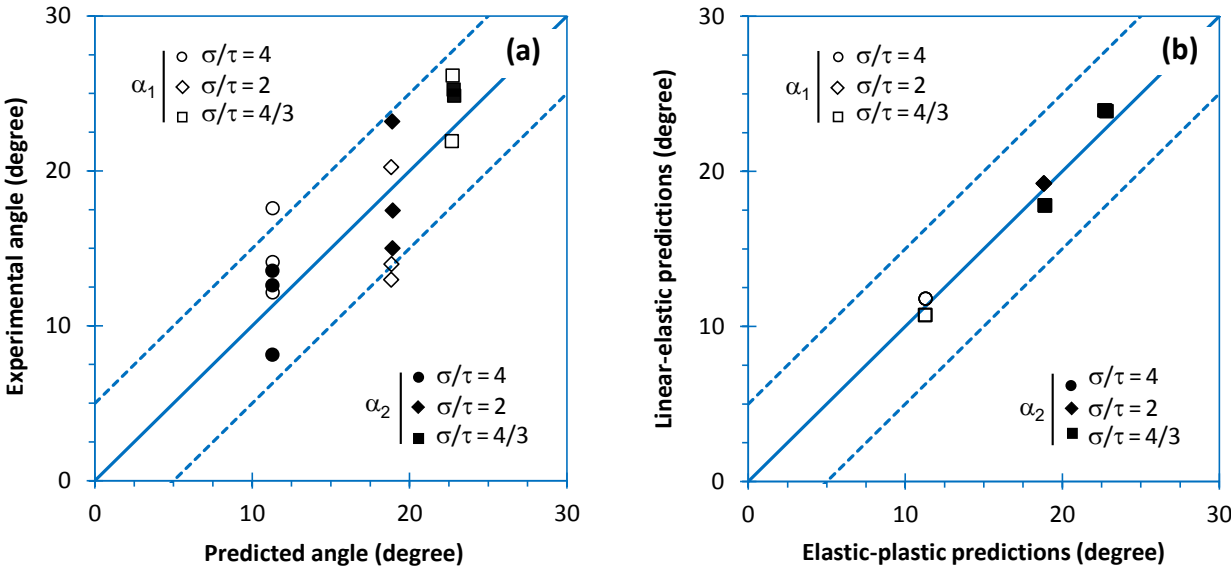 30
20
10
0
0
10
20
30
Experimental angle (degree)
Predicted angle (degree)
(a)
α1
σ/τ = 4
σ/τ = 2
σ/τ = 4/3
α2
σ/τ = 4
σ/τ = 2
σ/τ = 4/3
30
20
10
0
0
10
20
30
Linear-elastic predictions (degree)
Elastic-plastic predictions (degree)
(b)
α1
σ/τ = 4
σ/τ = 2
σ/τ = 4/3
α2
σ/τ = 4
σ/τ = 2
σ/τ = 4/3